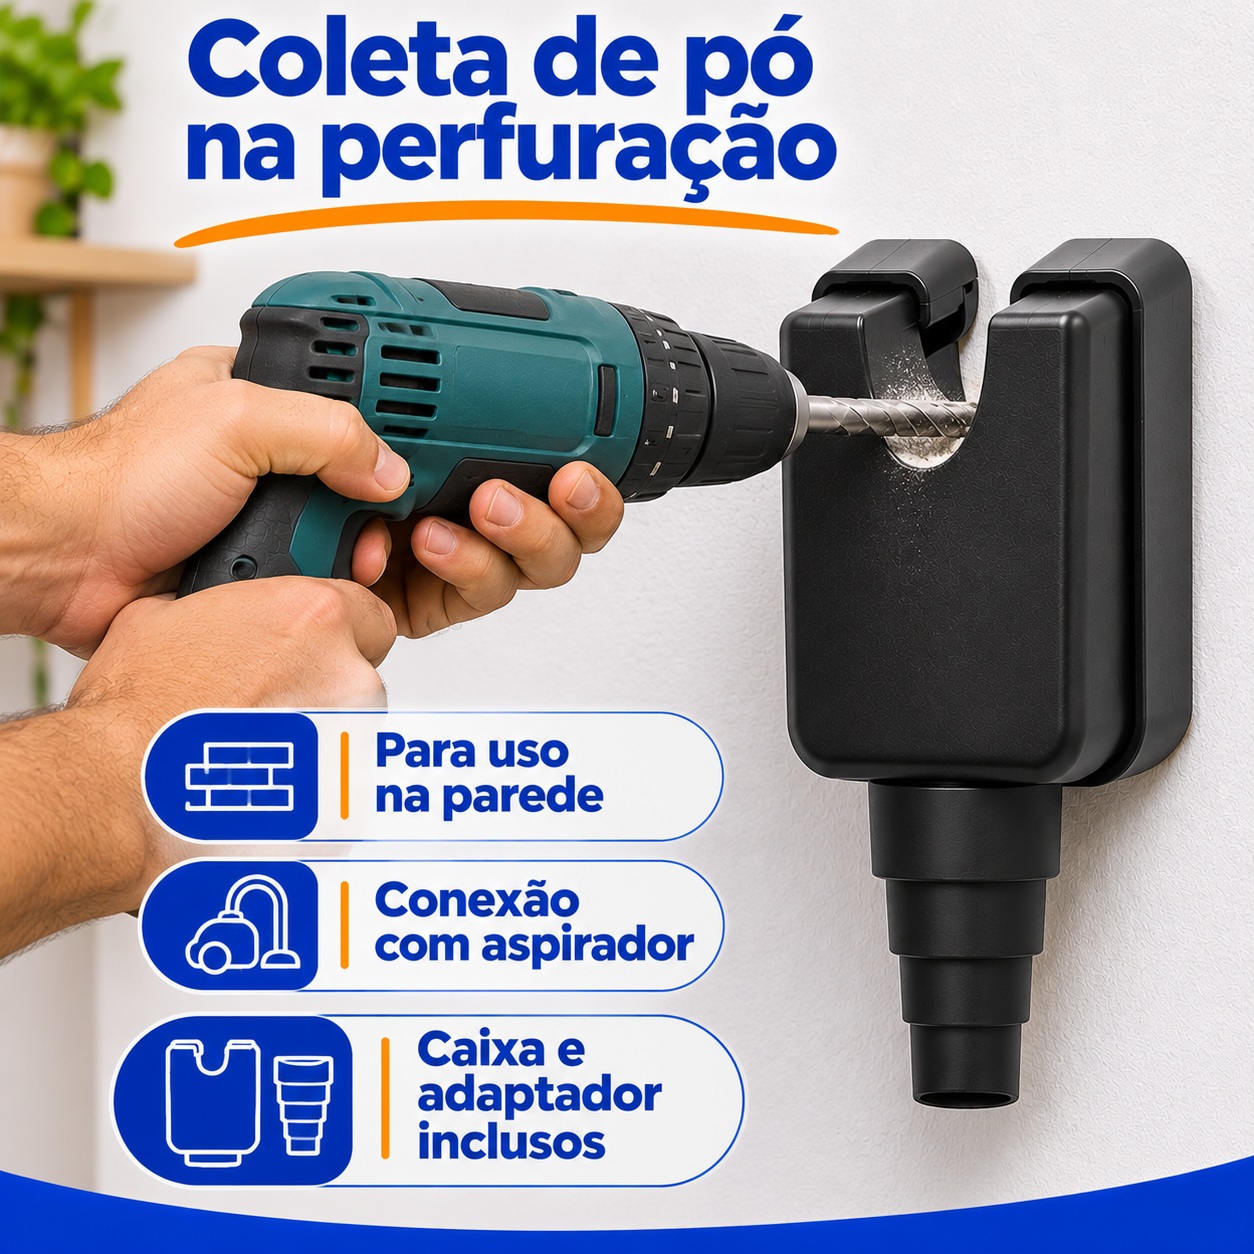 Coleta de pó
na perfuração
Para uso
na parede
Conexão
com aspirador
Caixa e
adaptador
inclusos